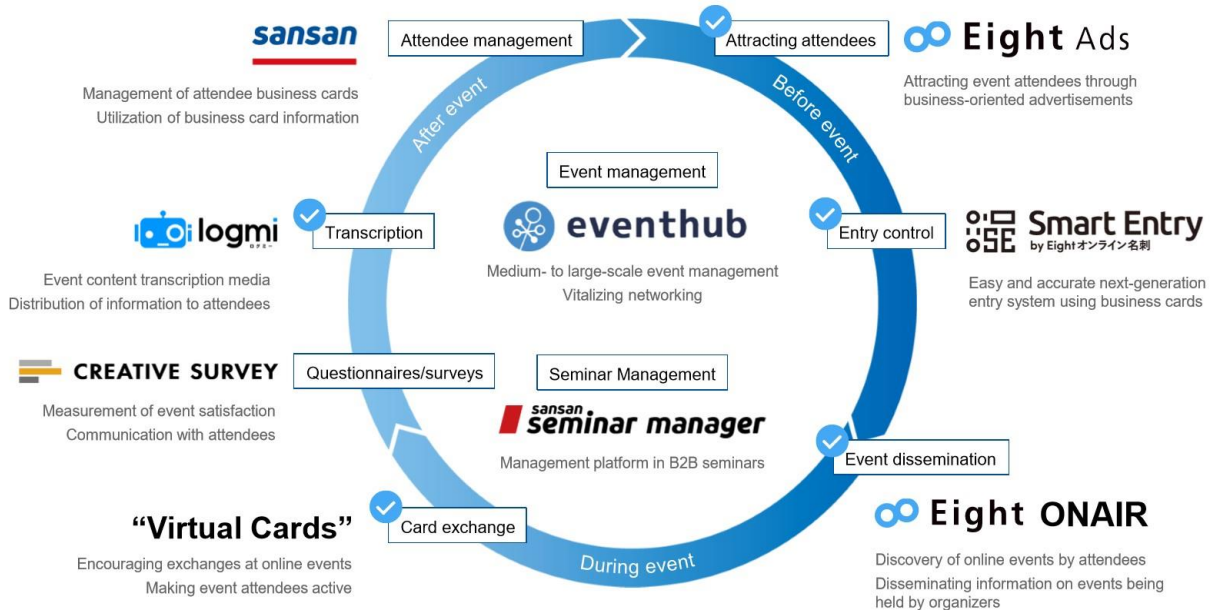 sansan
Attendee management
Management of attendee business cards
Utilization of business card information
Attracting attendees
Eight Ads
Attracting event attendees through
business-oriented advertisements
After event
Before event
Event management
eventhub
Medium- to large-scale event management
Vitalizing networking
logmi
ログミー
Transcription
Event content transcription media
Distribution of information to attendees
Entry control
Smart Entry
by Eightオンライン名刺
Easy and accurate next-generation
entry system using business cards
CREATIVE SURVEY
Questionnaires/surveys
Measurement of event satisfaction
Communication with attendees
Seminar Management
sansan
seminar manager
Management platform in B2B seminars
Event dissemination
Eight ONAIR
Discovery of online events by attendees
Disseminating information on events being
held by organizers
“Virtual Cards”
Card exchange
Encouraging exchanges at online events
Making event attendees active
During event